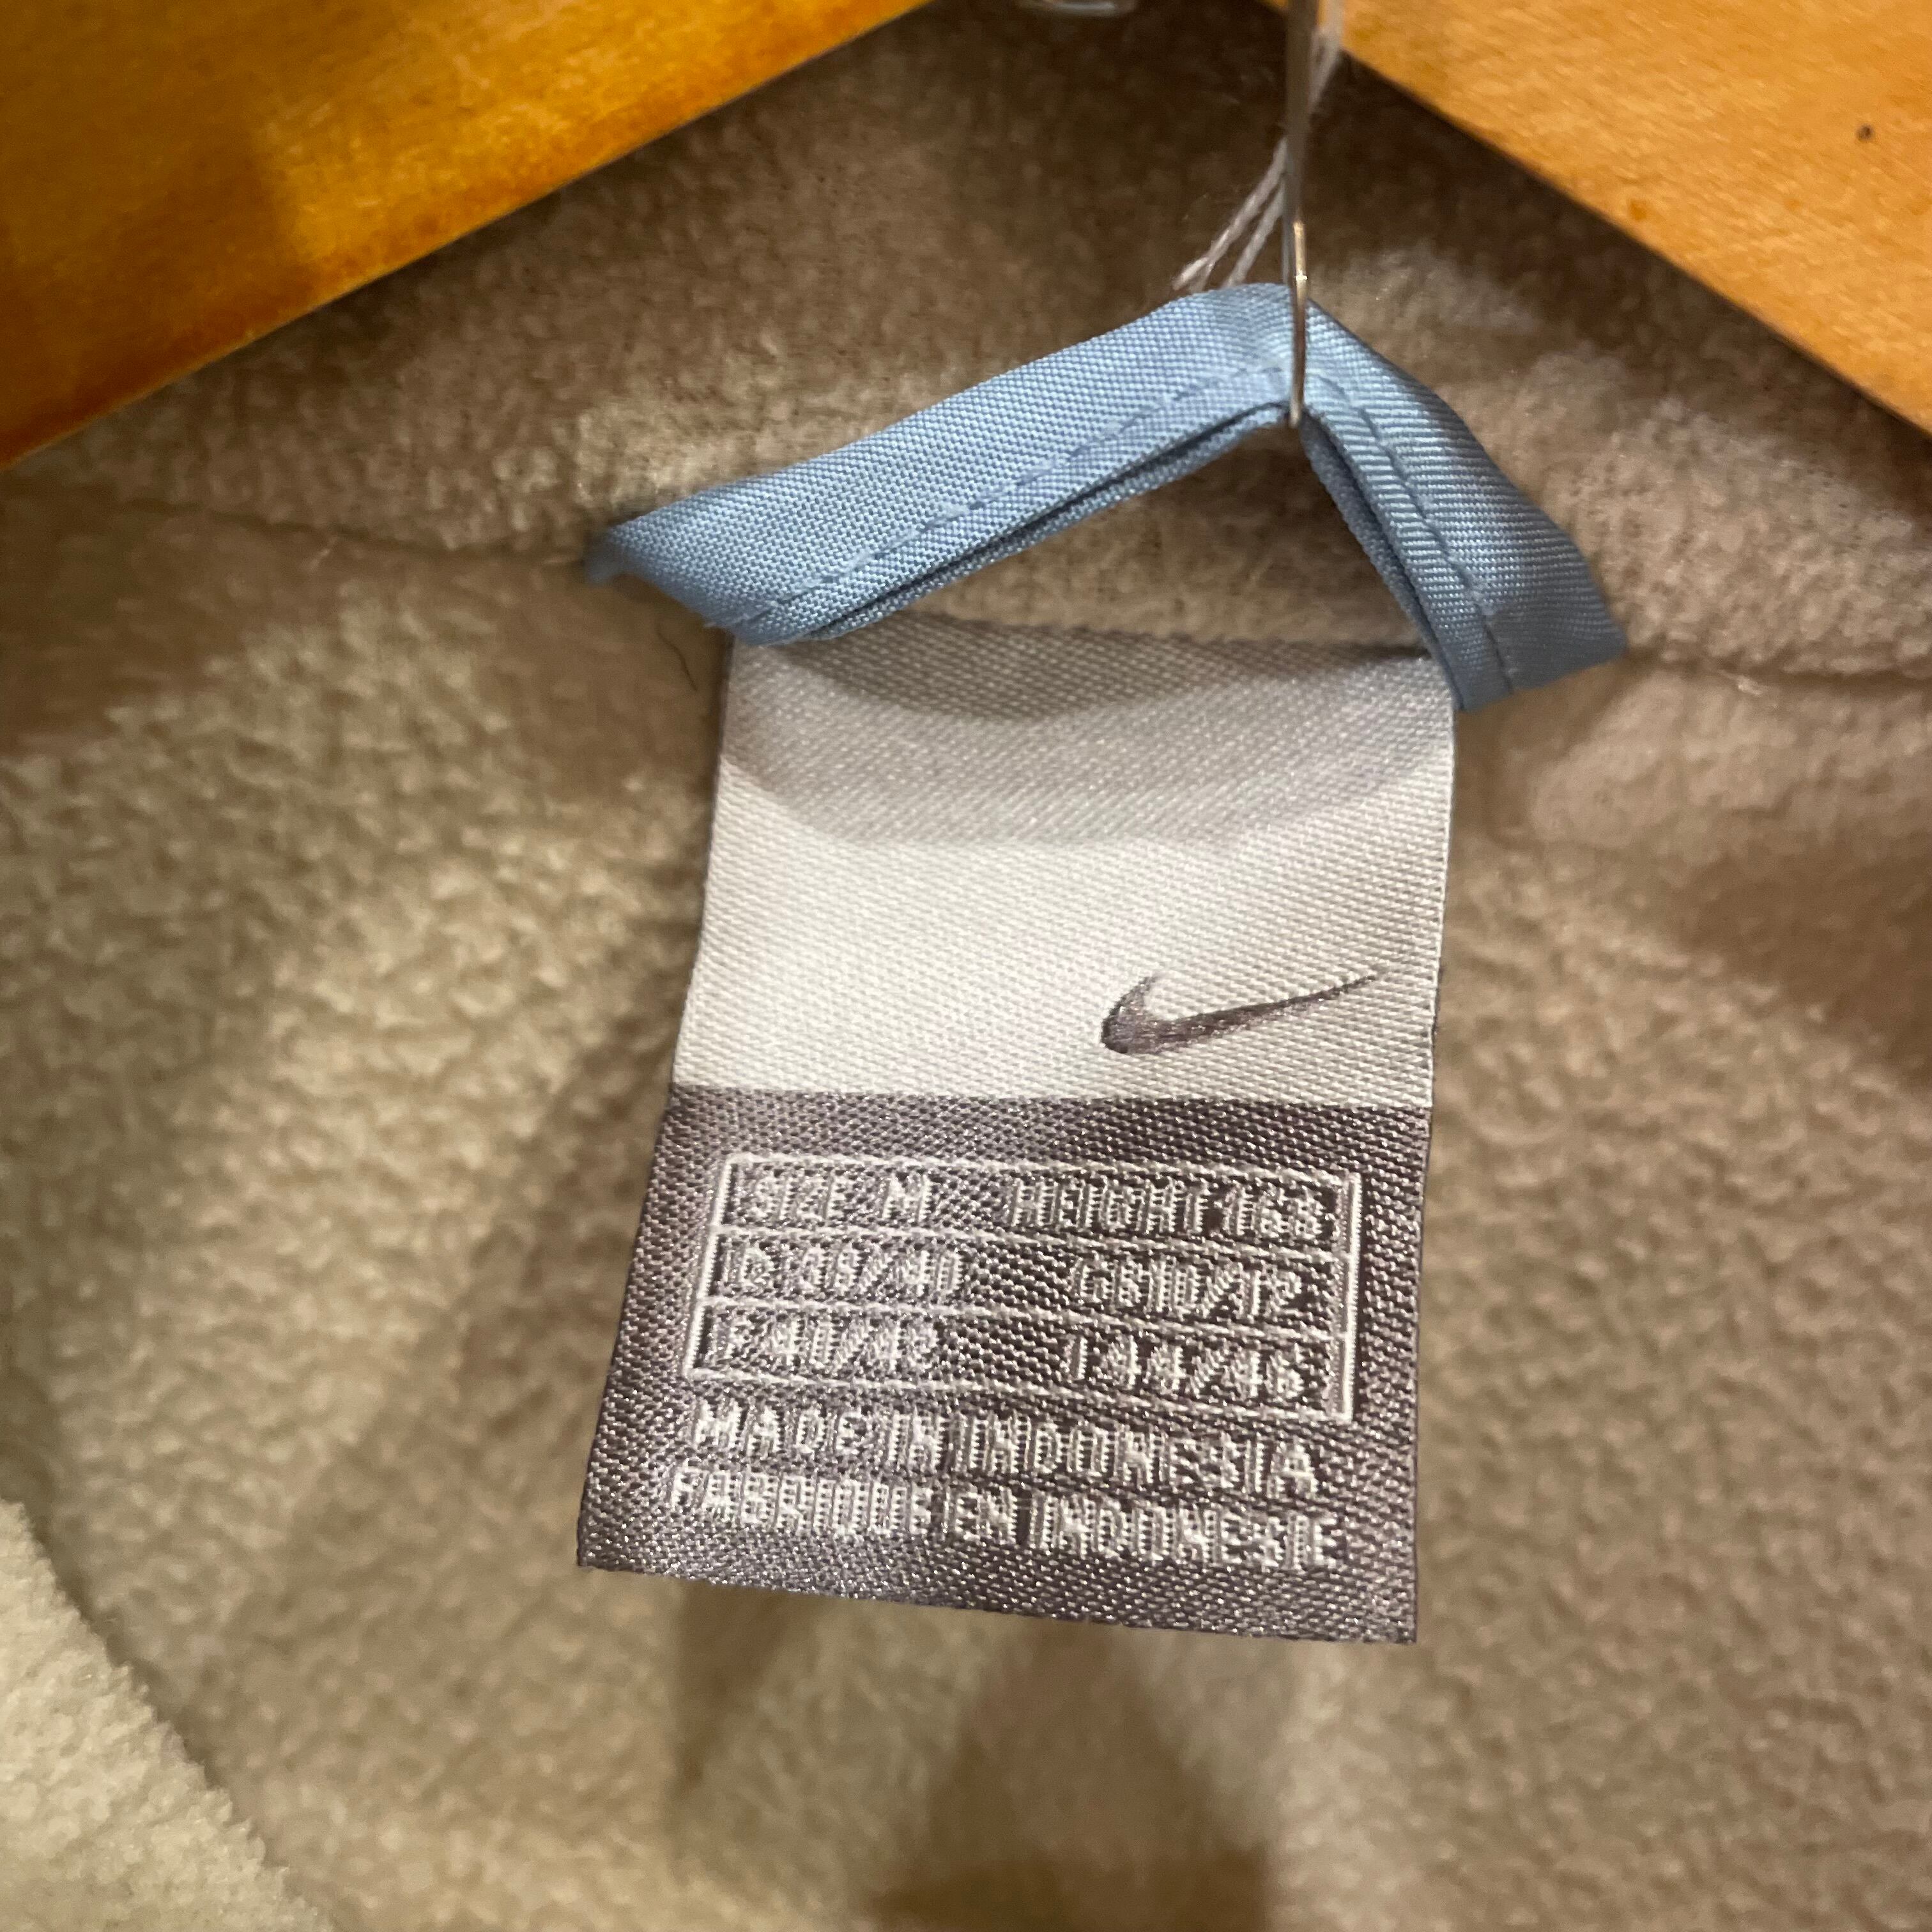 SIZE M HEIGHT 168
D 38/40 GB 10/12
F 40/42 I 44/46
MADE IN INDONESIA
FABRIQUE EN INDONESIE